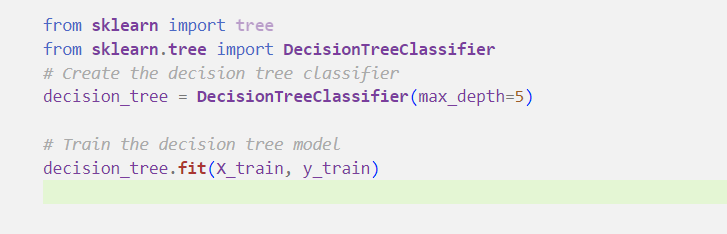 from sklearn import tree
from sklearn.tree import DecisionTreeClassifier
# Create the decision tree classifier
decision_tree = DecisionTreeClassifier(max_depth=5)
# Train the decision tree model
decision_tree.fit(X_train, y_train)